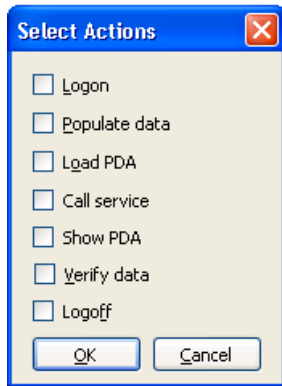 Select Actions
Logon
Populate data
Load PDA
Call service
Show PDA
Verify data
Logoff
OK Cancel